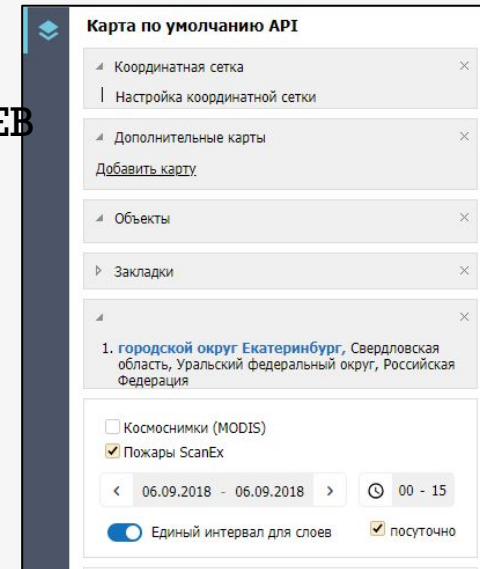 Карта по умолчанию API
Координатная сетка
Настройка координатной сетки
ЕВ
Дополнительные карты
Добавить карту
Объекты
Закладки
1. городской округ Екатеринбург, Свердловская
область, Уральский федеральный округ, Российская
Федерация
Космоснимки (MODIS)
Пожары ScanEx
06.09.2018 - 06.09.2018
00 - 15
Единый интервал для слоев
посуточно